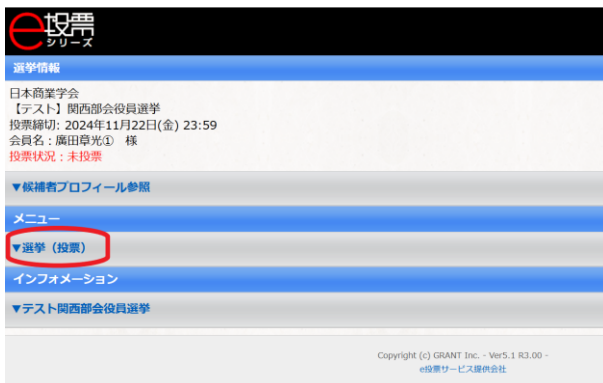 e投票
シリーズ
選挙情報
日本商業学会
【テスト】関西部会役員選挙
投票締切: 2024年11月22日(金) 23:59
会員名：廣田章光① 様
投票状況：未投票
▼候補者プロフィール参照
メニュー
▼選挙（投票）
インフォメーション
▼テスト関西部会役員選挙
Copyright (c) GRANT Inc. - Ver5.1 R3.00 -
e投票サービス提供会社